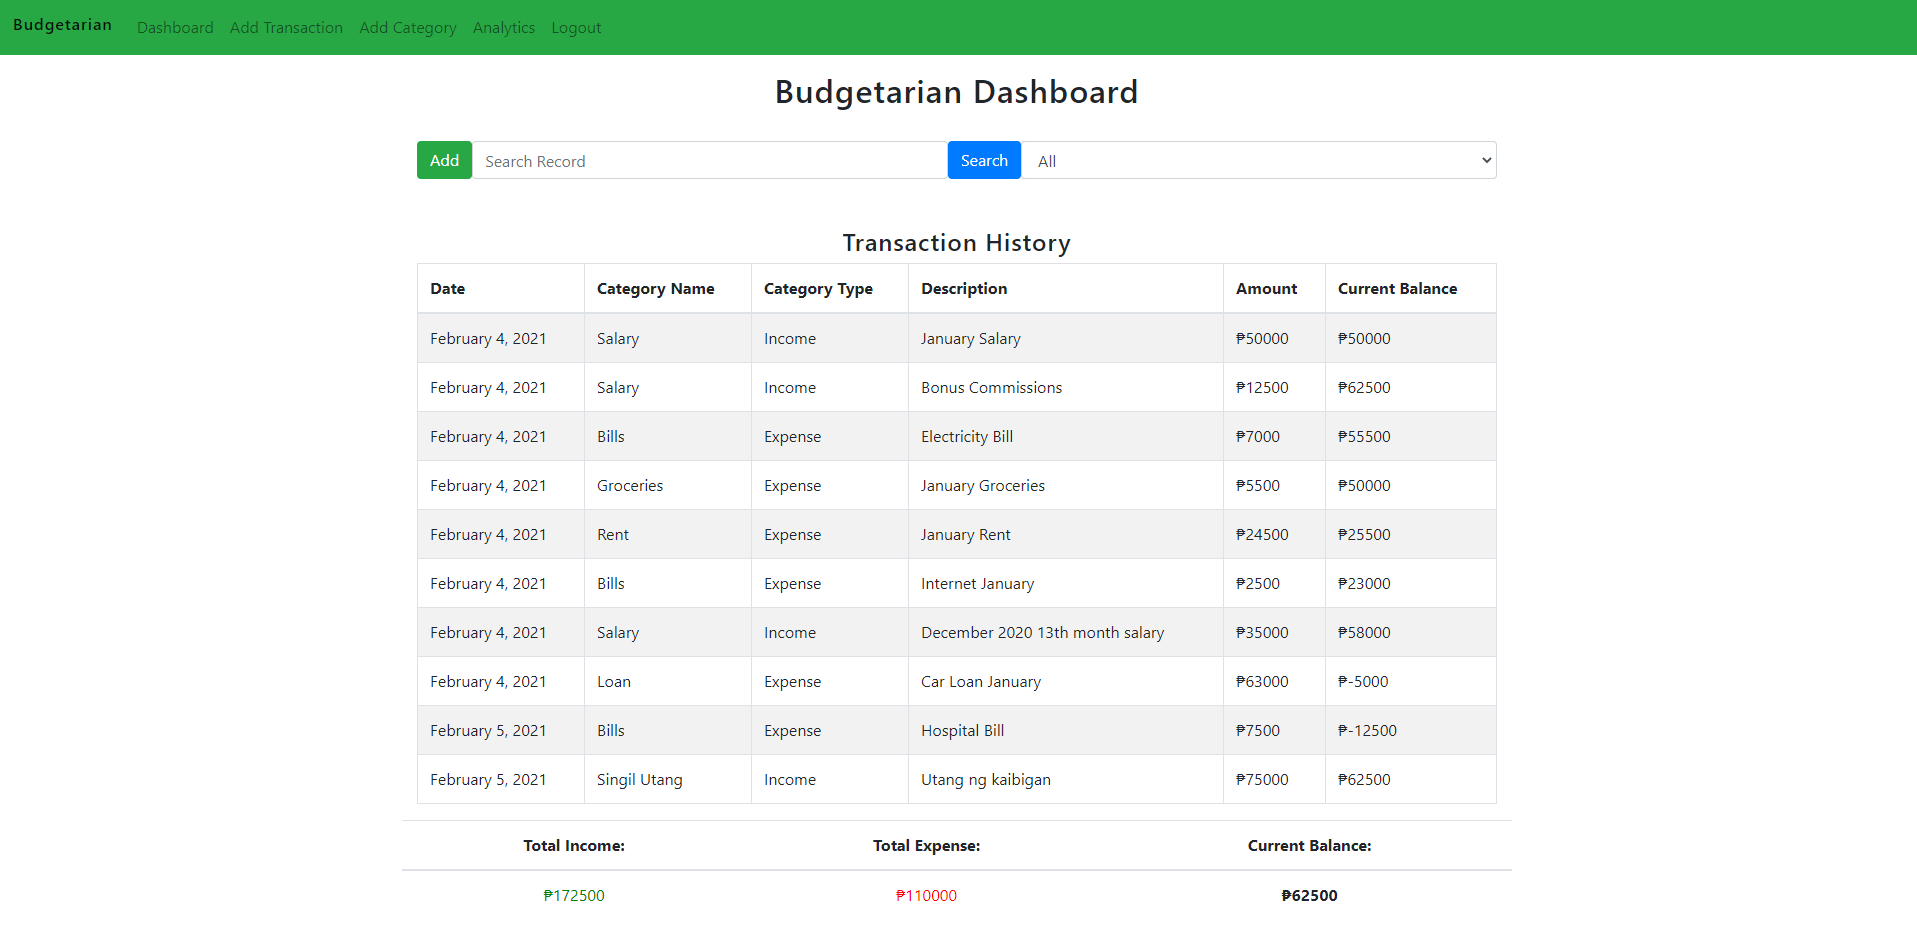 Budgetarian Dashboard Add Transaction Add Category Analytics Logout
Budgetarian Dashboard
Add Search Record Search All
Transaction History
Date Category Name Category Type Description Amount Current Balance
February 4, 2021 Salary Income January Salary ₱50000 ₱50000
February 4, 2021 Salary Income Bonus Commissions ₱12500 ₱62500
February 4, 2021 Bills Expense Electricity Bill ₱7000 ₱55500
February 4, 2021 Groceries Expense January Groceries ₱5500 ₱50000
February 4, 2021 Rent Expense January Rent ₱24500 ₱25500
February 4, 2021 Bills Expense Internet January ₱2500 ₱23000
February 4, 2021 Salary Income December 2020 13th month salary ₱35000 ₱58000
February 4, 2021 Loan Expense Car Loan January ₱63000 ₱-5000
February 5, 2021 Bills Expense Hospital Bill ₱7500 ₱-12500
February 5, 2021 Singil Utang Income Utang ng kaibigan ₱75000 ₱62500
Total Income: Total Expense: Current Balance:
₱172500 ₱110000 ₱62500